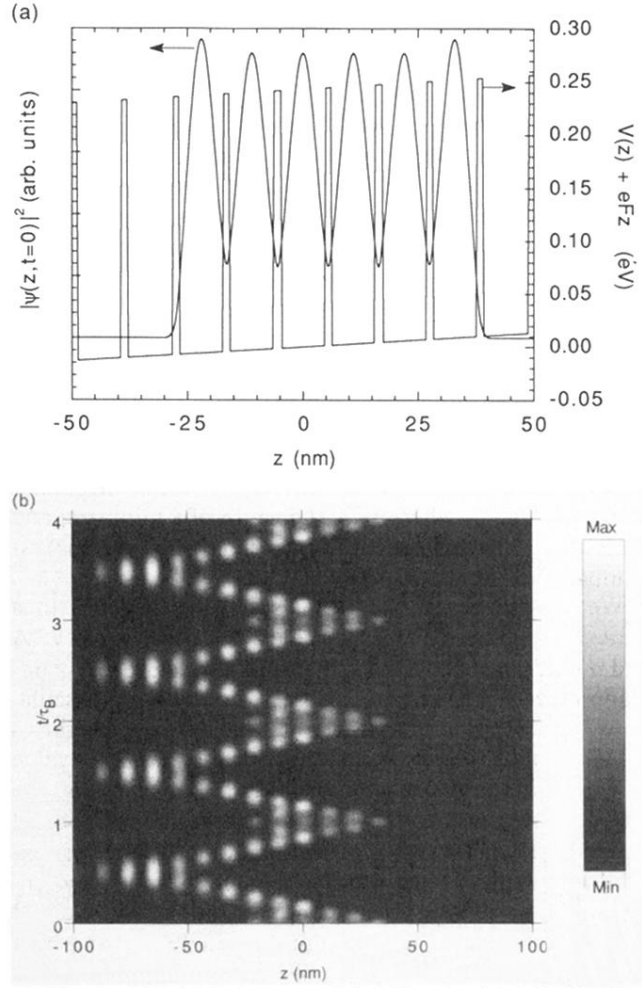 (a)
|ψ(z,t=0)|² (arb. units)
0.30
0.25
0.20
0.15
0.10
0.05
0.00
-0.05
V(z) + eFz (eV)
-50 -25 0 25 50
z (nm)
(b)
4
3
2
1
0
t/τB
-100 -50 0 50 100
z (nm)
Max
Min